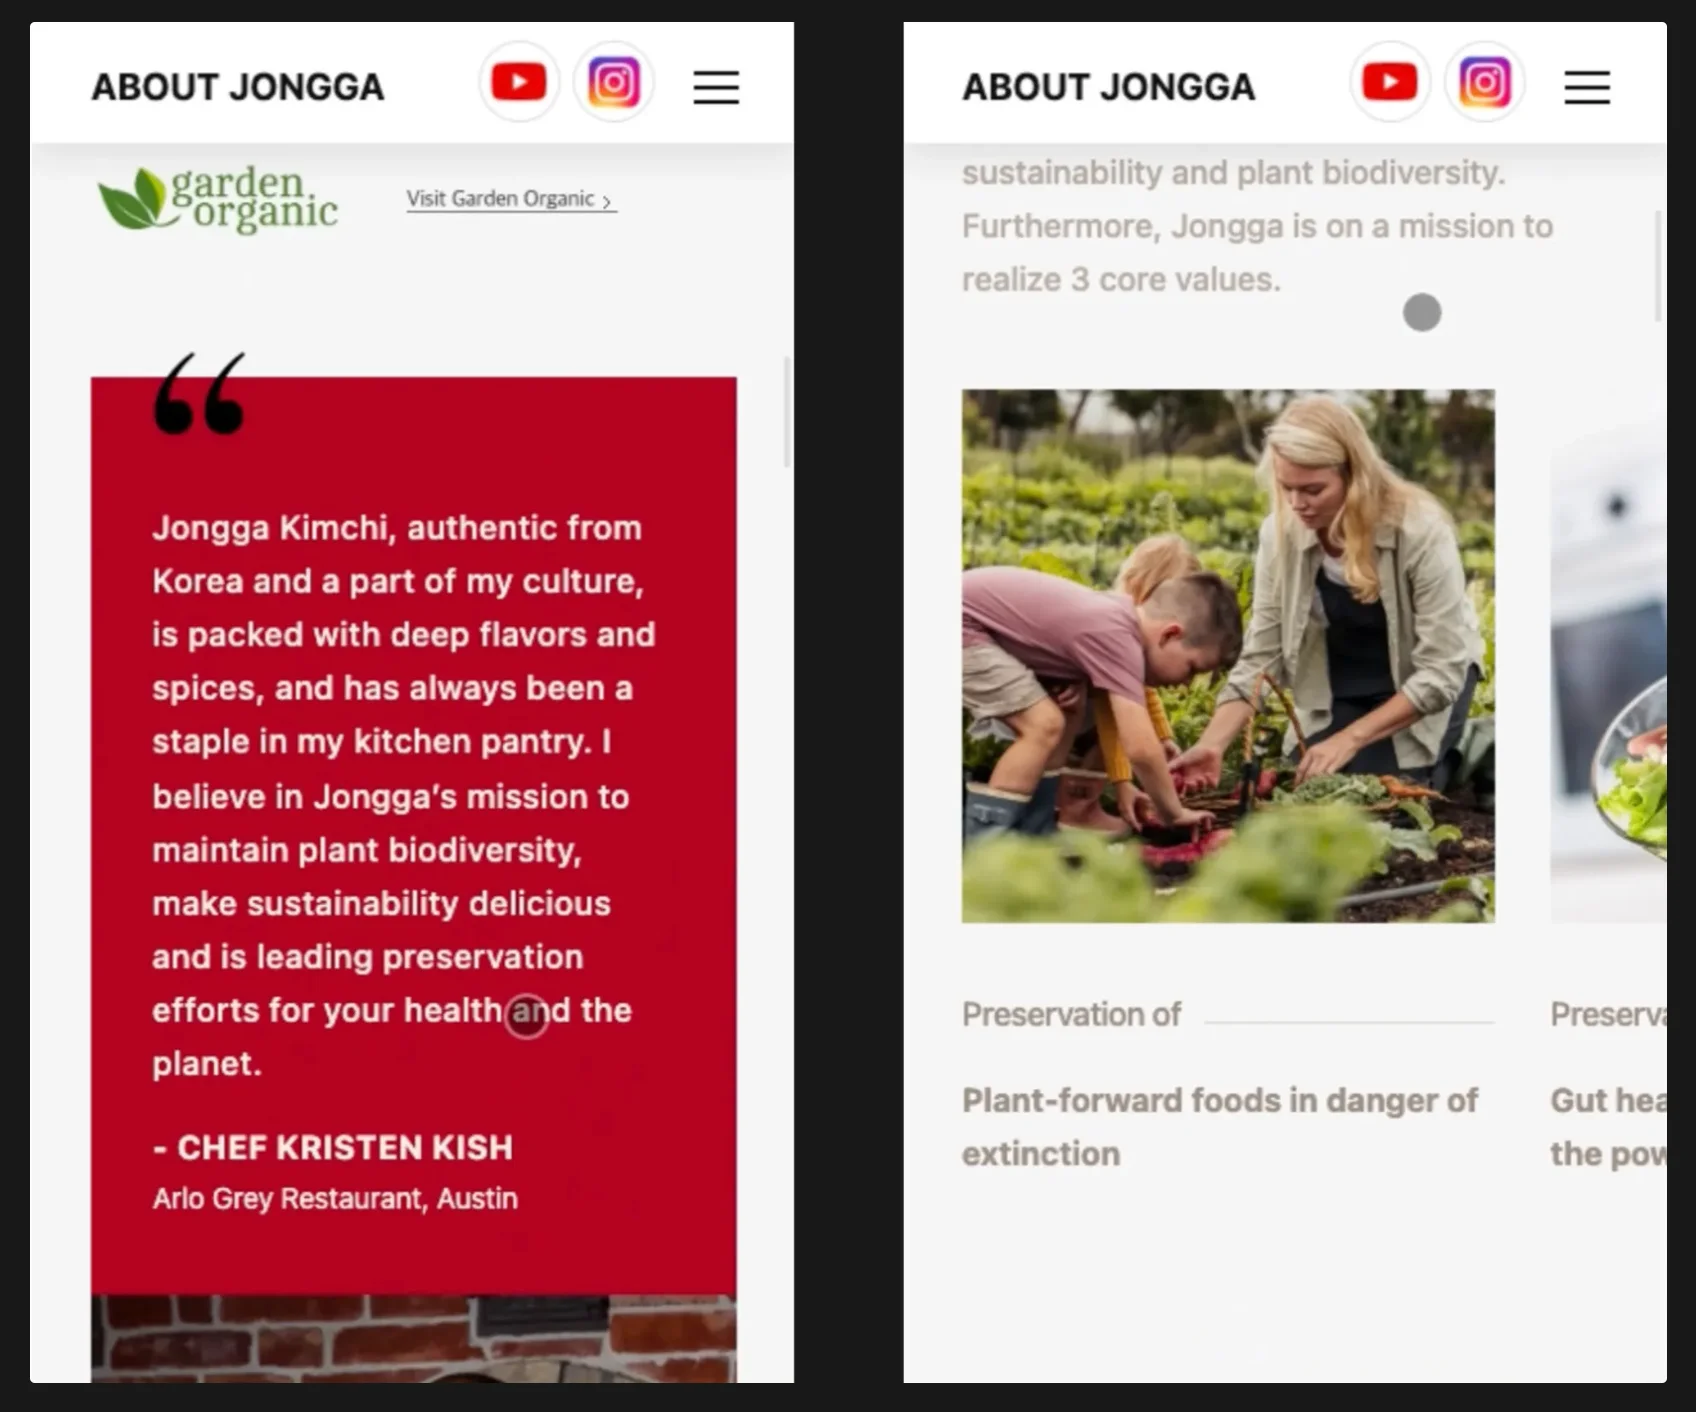 ABOUT JONGGA
garden.
organic
Visit Garden Organic >
“
Jongga Kimchi, authentic from
Korea and a part of my culture,
is packed with deep flavors and
spices, and has always been a
staple in my kitchen pantry. I
believe in Jongga’s mission to
maintain plant biodiversity,
make sustainability delicious
and is leading preservation
efforts for your health and the
planet.
- CHEF KRISTEN KISH
Arlo Grey Restaurant, Austin
ABOUT JONGGA
sustainability and plant biodiversity.
Furthermore, Jongga is on a mission to
realize 3 core values.
Preservation of
Plant-forward foods in danger of
extinction
Preserva
Gut hea
the pow